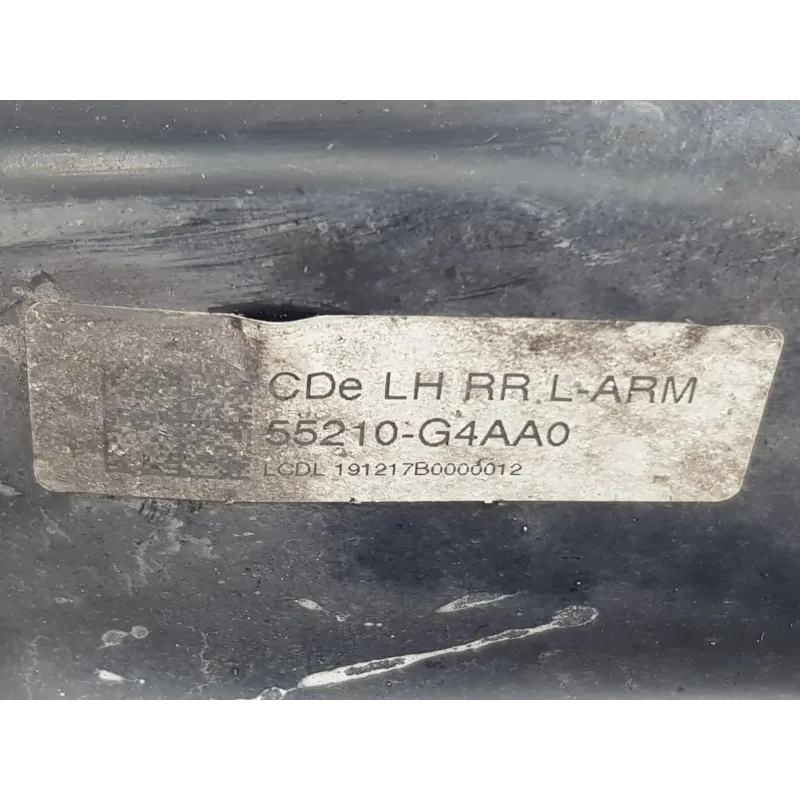 CDe LH RR L-ARM
55210-G4AA0
LCDL 191217B0000012